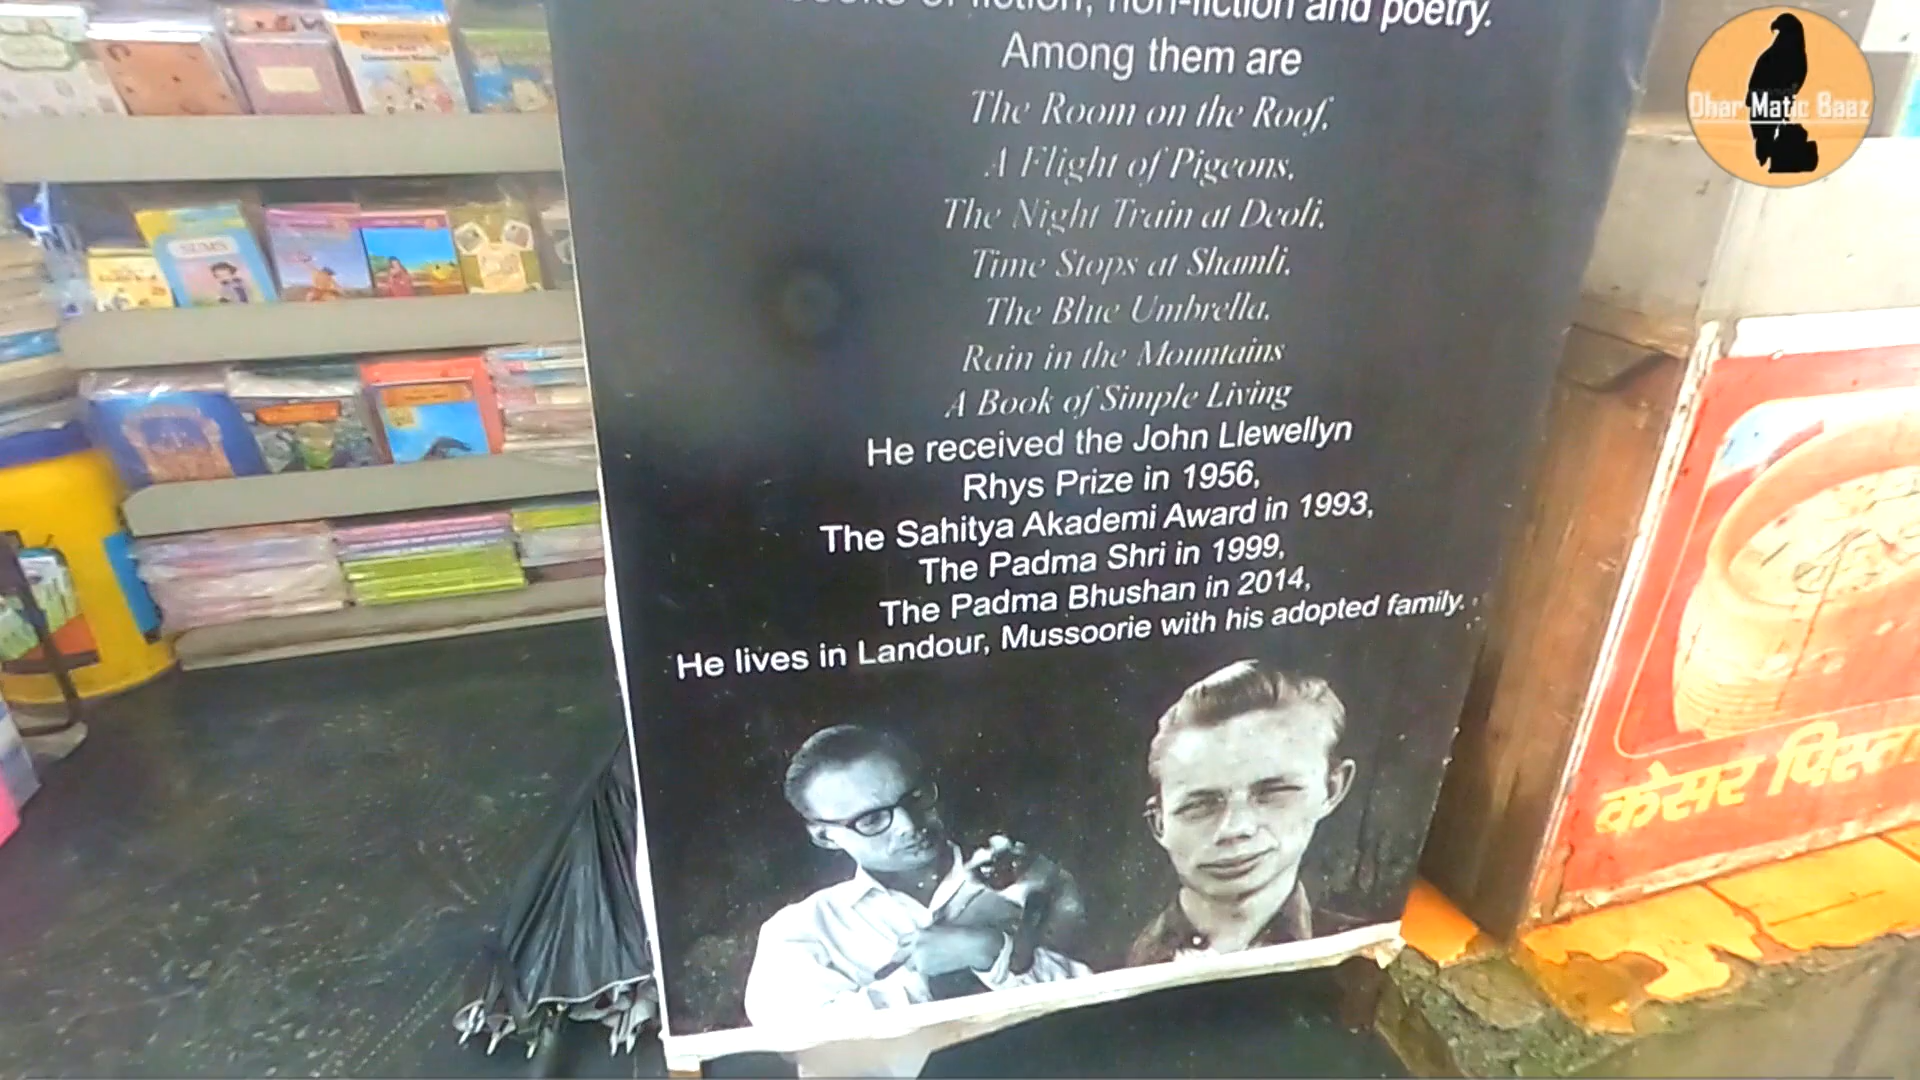 books of fiction, non-fiction and poetry.
Among them are
The Room on the Roof,
A Flight of Pigeons,
The Night Train at Deoli,
Time Stops at Shamli,
The Blue Umbrella,
Rain in the Mountains
A Book of Simple Living
He received the John Llewellyn
Rhys Prize in 1956,
The Sahitya Akademi Award in 1993,
The Padma Shri in 1999,
The Padma Bhushan in 2014,
He lives in Landour, Mussoorie with his adopted family.
Dhar Matic Baaz
केसर पिस्ता
SUMS